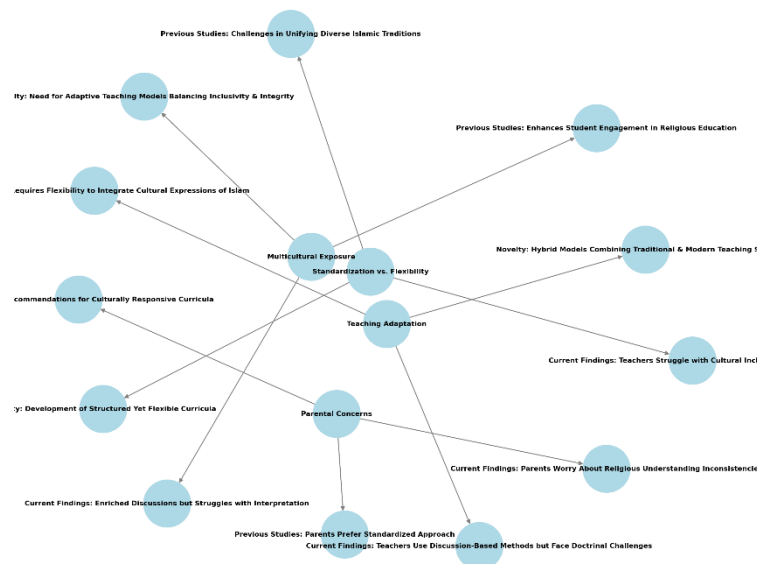 Previous Studies: Challenges in Unifying Diverse Islamic Traditions
lty: Need for Adaptive Teaching Models Balancing Inclusivity & Integrity
Previous Studies: Enhances Student Engagement in Religious Education
equires Flexibility to Integrate Cultural Expressions of Islam
Novelty: Hybrid Models Combining Traditional & Modern Teaching S
Multicultural Exposure
Standardization vs. Flexibility
commendations for Culturally Responsive Curricula
Teaching Adaptation
Current Findings: Teachers Struggle with Cultural Incl
y: Development of Structured Yet Flexible Curricula
Parental Concerns
Current Findings: Parents Worry About Religious Understanding Inconsistencie
Current Findings: Enriched Discussions but Struggles with Interpretation
Previous Studies: Parents Prefer Standardized Approach
Current Findings: Teachers Use Discussion-Based Methods but Face Doctrinal Challenges